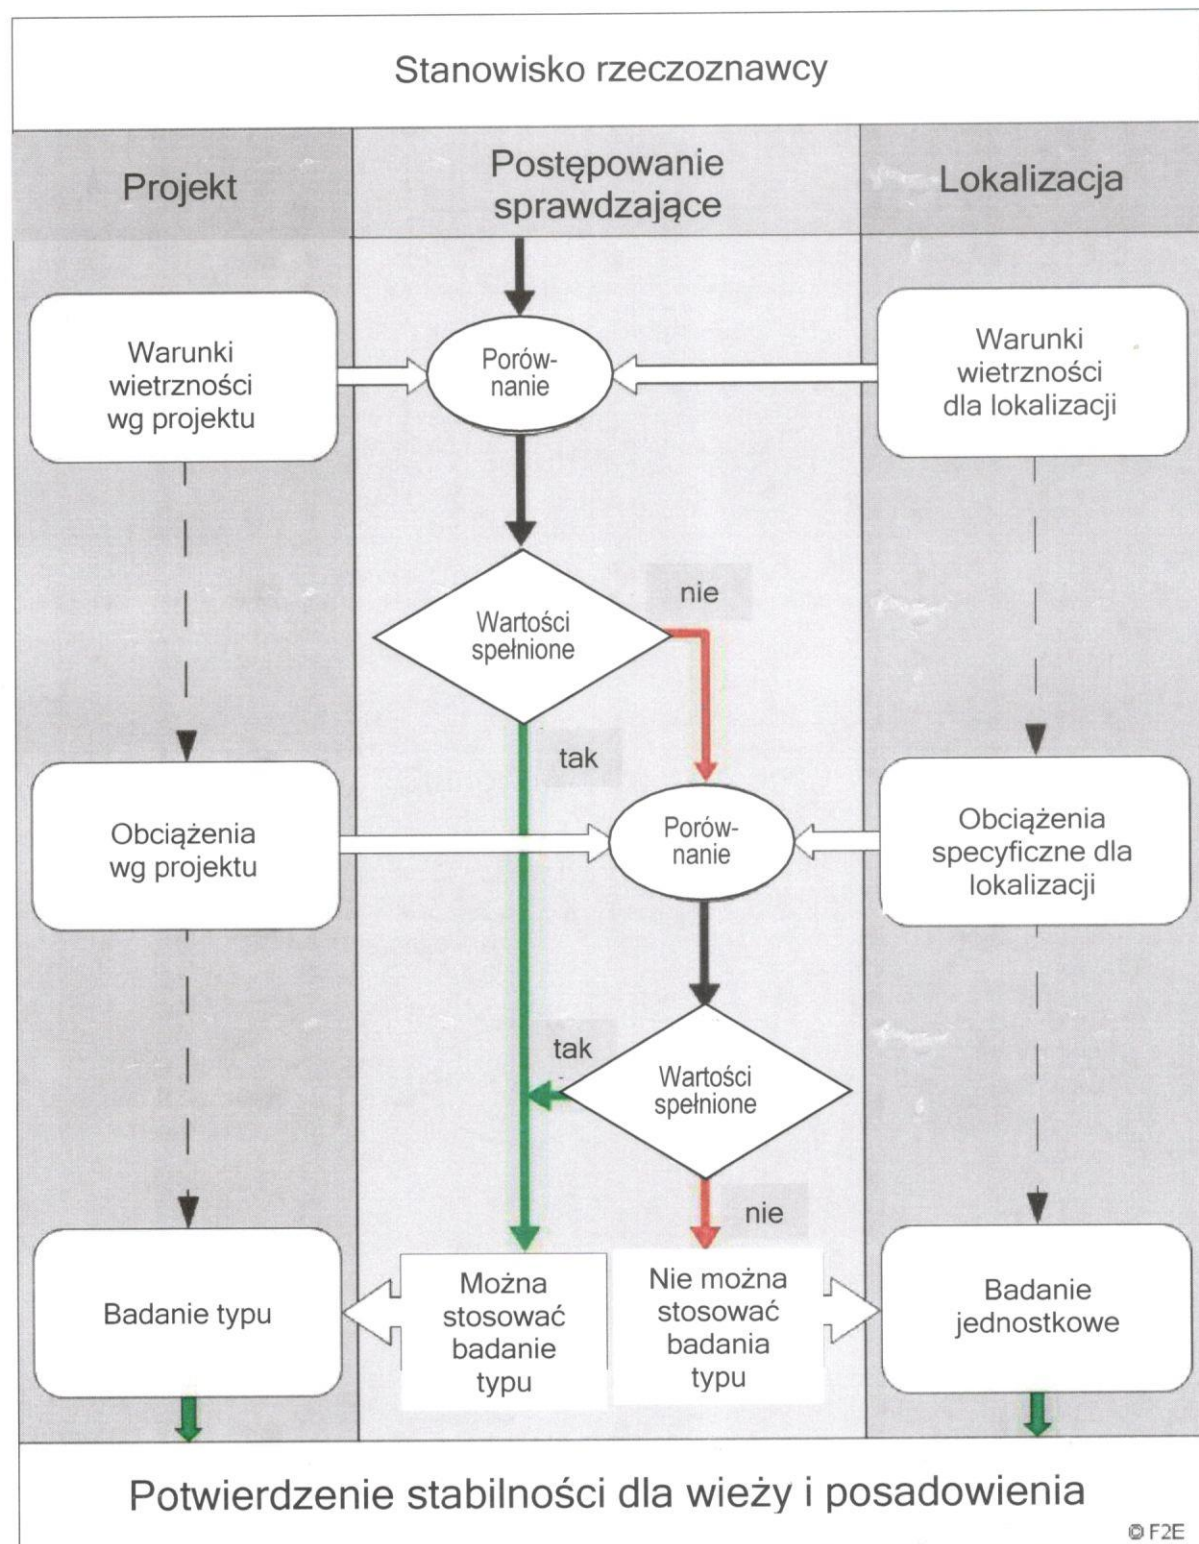 Stanowisko rzeczoznawcy
Projekt
Postępowanie
sprawdzające
Lokalizacja
Warunki
wietrzności
wg projektu
Porów-
nanie
Warunki
wietrzności
dla lokalizacji
Wartości
spełnione
nie
tak
Obciążenia
wg projektu
Porów-
nanie
Obciążenia
specyficzne dla
lokalizacji
tak
Wartości
spełnione
nie
Badanie typu
Można
stosować
badanie
typu
Nie można
stosować
badania
typu
Badanie
jednostkowe
Potwierdzenie stabilności dla wieży i posadowienia
© F2E